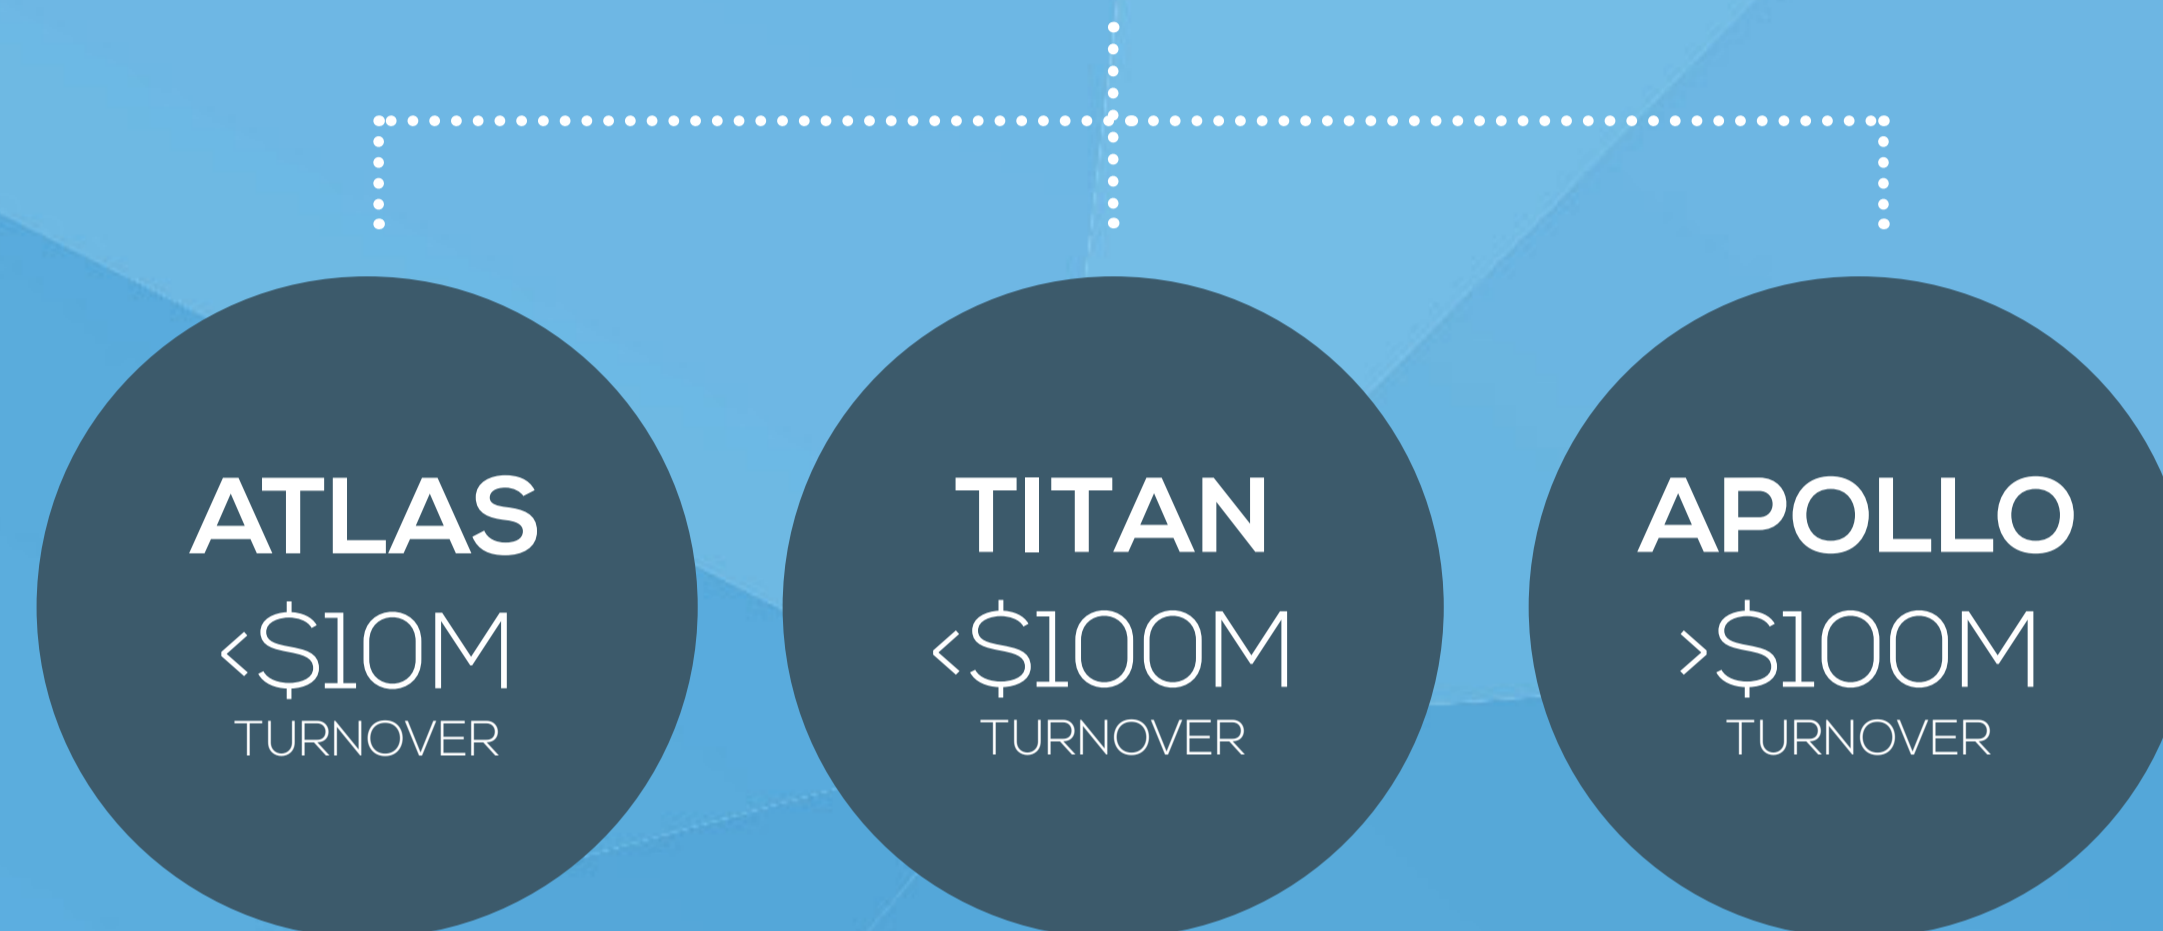 ATLAS
<$10M
TURNOVER
TITAN
<$100M
TURNOVER
APOLLO
>$100M
TURNOVER